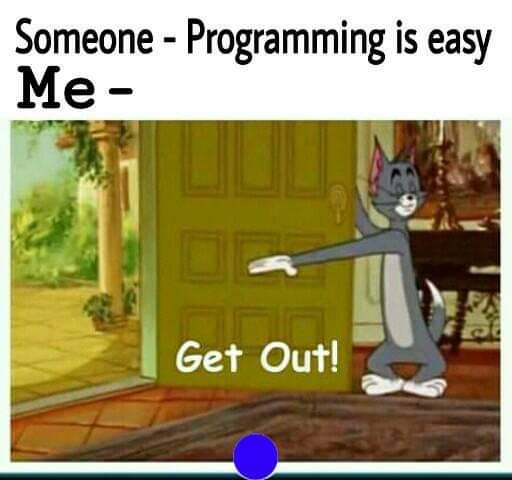 Someone - Programming is easy
Me -
Get Out!